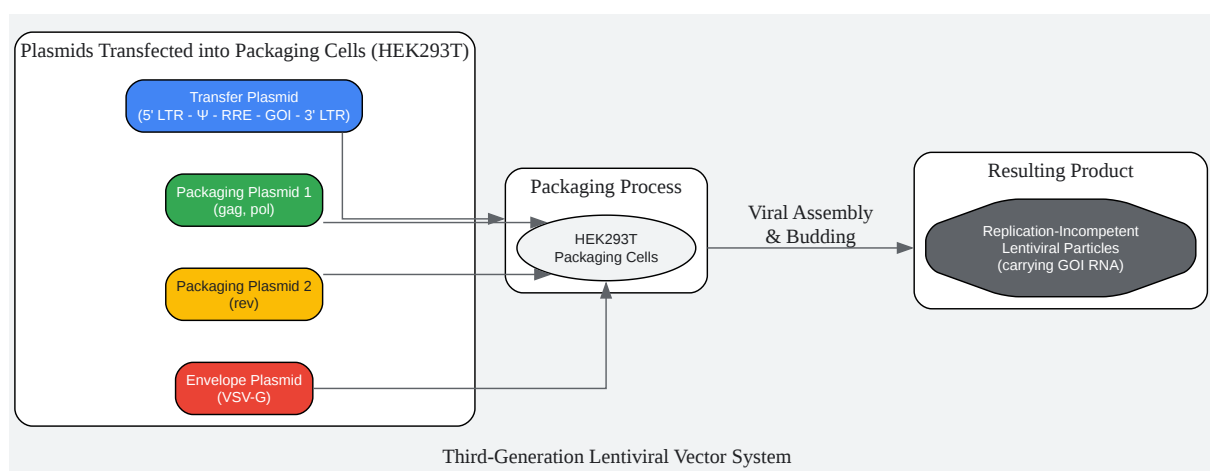 Plasmids Transfected into Packaging Cells (HEK293T)
Transfer Plasmid
(5' LTR - Ψ - RRE - GOI - 3' LTR)
Packaging Plasmid 1
(gag, pol)
Packaging Plasmid 2
(rev)
Envelope Plasmid
(VSV-G)
Packaging Process
HEK293T
Packaging Cells
Viral Assembly
& Budding
Resulting Product
Replication-Incompetent
Lentiviral Particles
(carrying GOI RNA)
Third-Generation Lentiviral Vector System